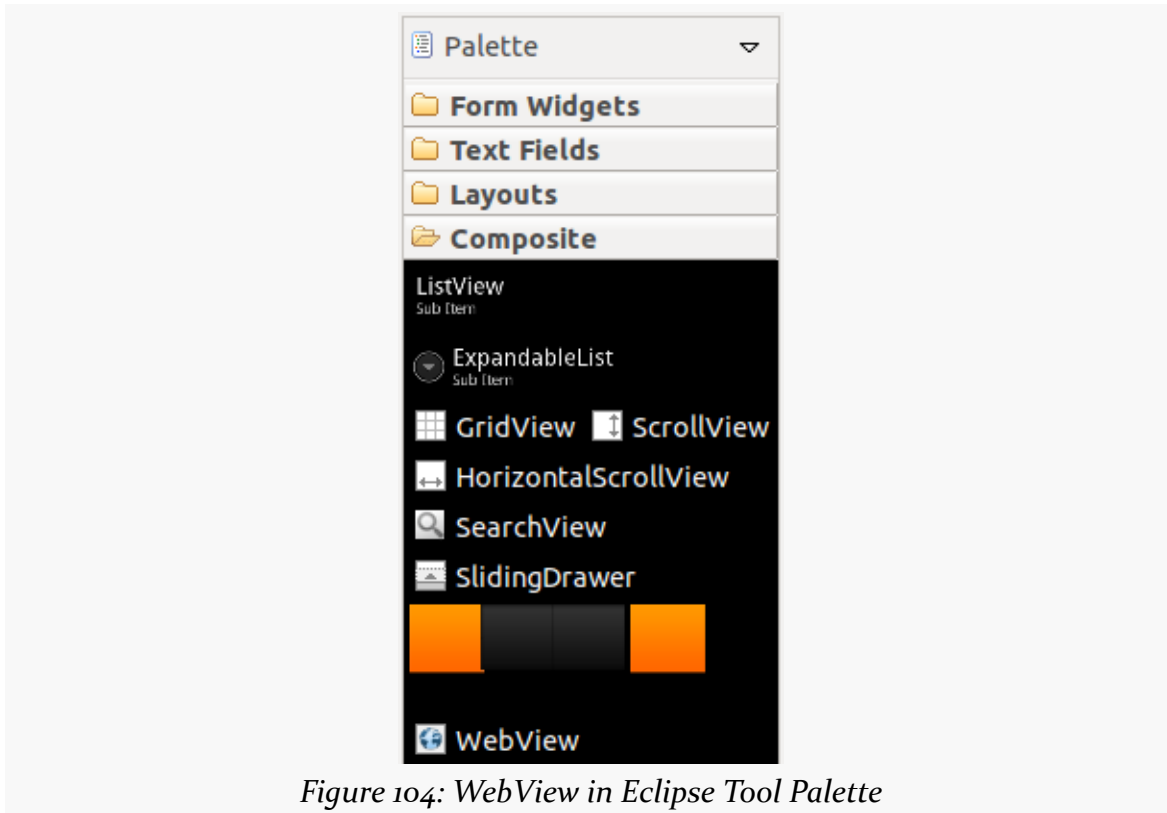 Palette
Form Widgets
Text Fields
Layouts
Composite
ListView
Sub Item
ExpandableList
Sub Item
GridView ScrollView
HorizontalScrollView
SearchView
SlidingDrawer
WebView
Figure 104: WebView in Eclipse Tool Palette